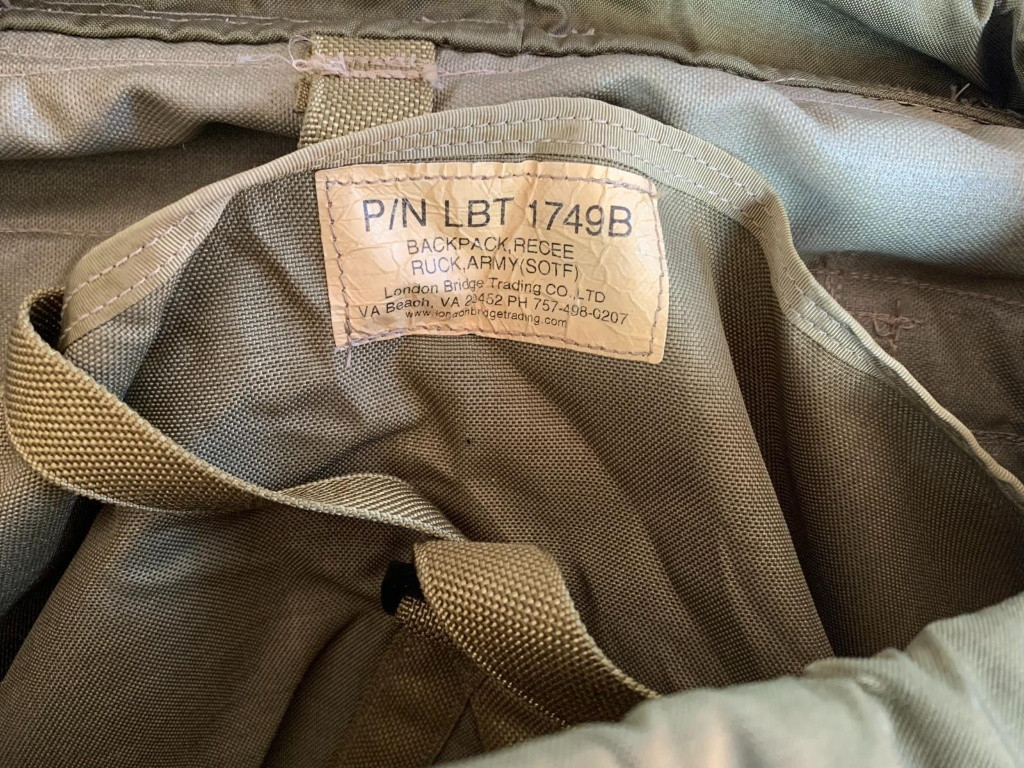 P/N LBT 1749B
BACKPACK,RECEE
RUCK,ARMY(SOTF)
London Bridge Trading CO.,LTD
VA Beach, VA 23452 PH 757-498-0207
www.londonbridgetrading.com